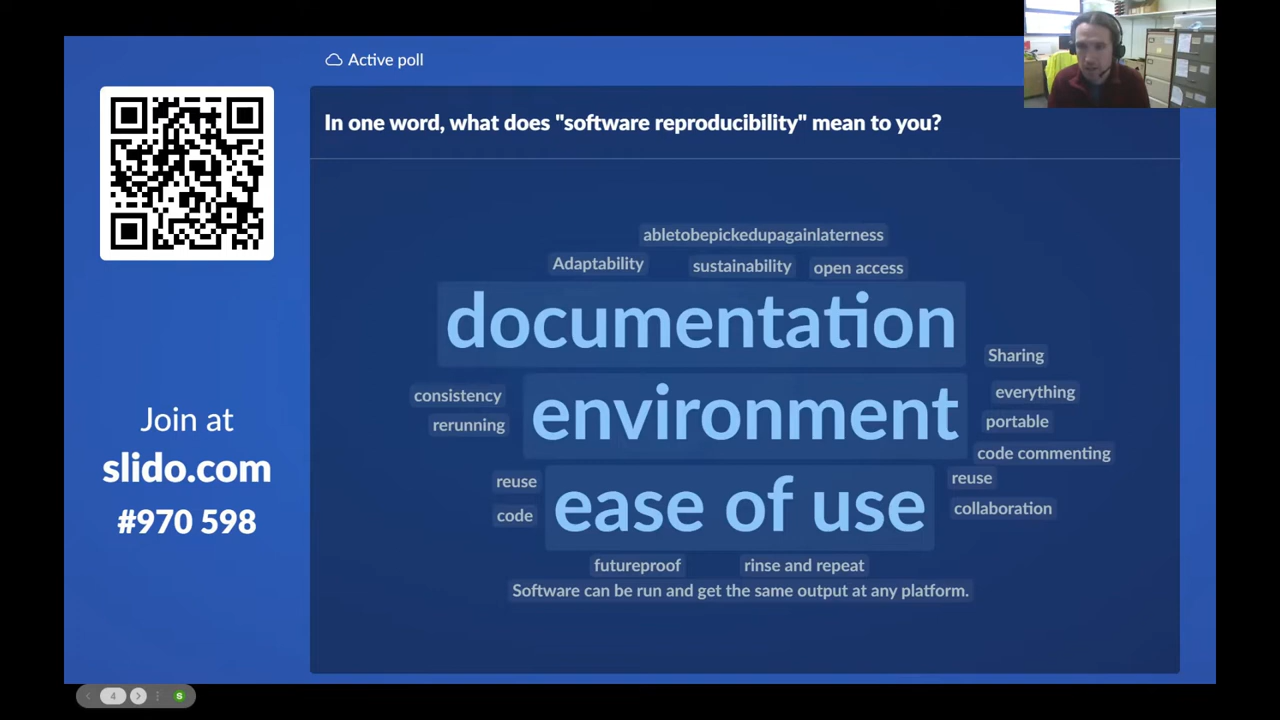 Active poll
In one word, what does "software reproducibility" mean to you?
abletobepickedupagainlaterness
Adaptability
sustainability
open access
documentation
Sharing
consistency
environment
everything
rerunning
portable
code commenting
reuse
ease of use
reuse
code
collaboration
futureproof
rinse and repeat
Software can be run and get the same output at any platform.
Join at
slido.com
#970 598
4
S